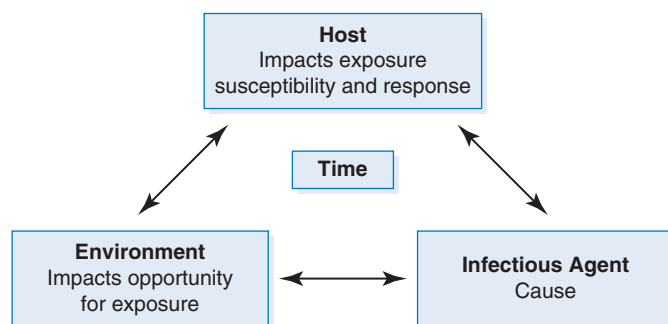 Host
Impacts exposure
susceptibility and response
Time
Environment
Impacts opportunity
for exposure
Infectious Agent
Cause